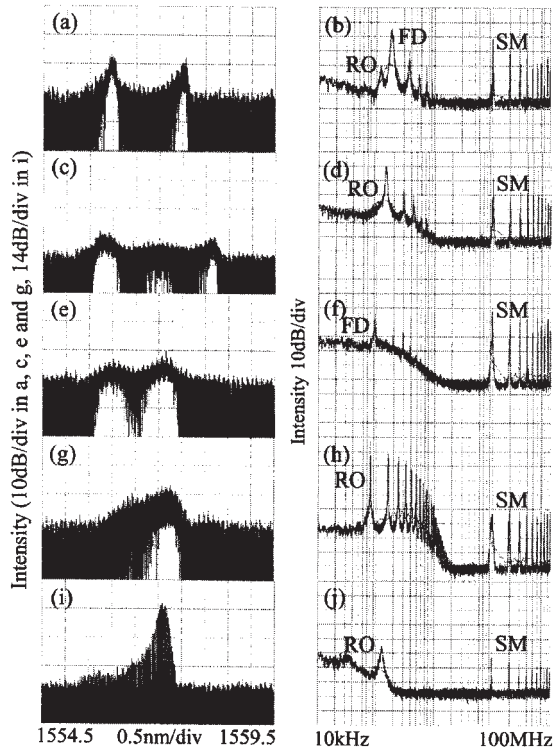 (a)
(b)
FD
RO
SM
(c)
(d)
RO
SM
(e)
(f)
FD
SM
(g)
(h)
RO
SM
(i)
(j)
RO
SM
Intensity (10dB/div in a, c, e and g, 14dB/div in i)
Intensity 10dB/div
1554.5 0.5nm/div 1559.5
10kHz 100MHz